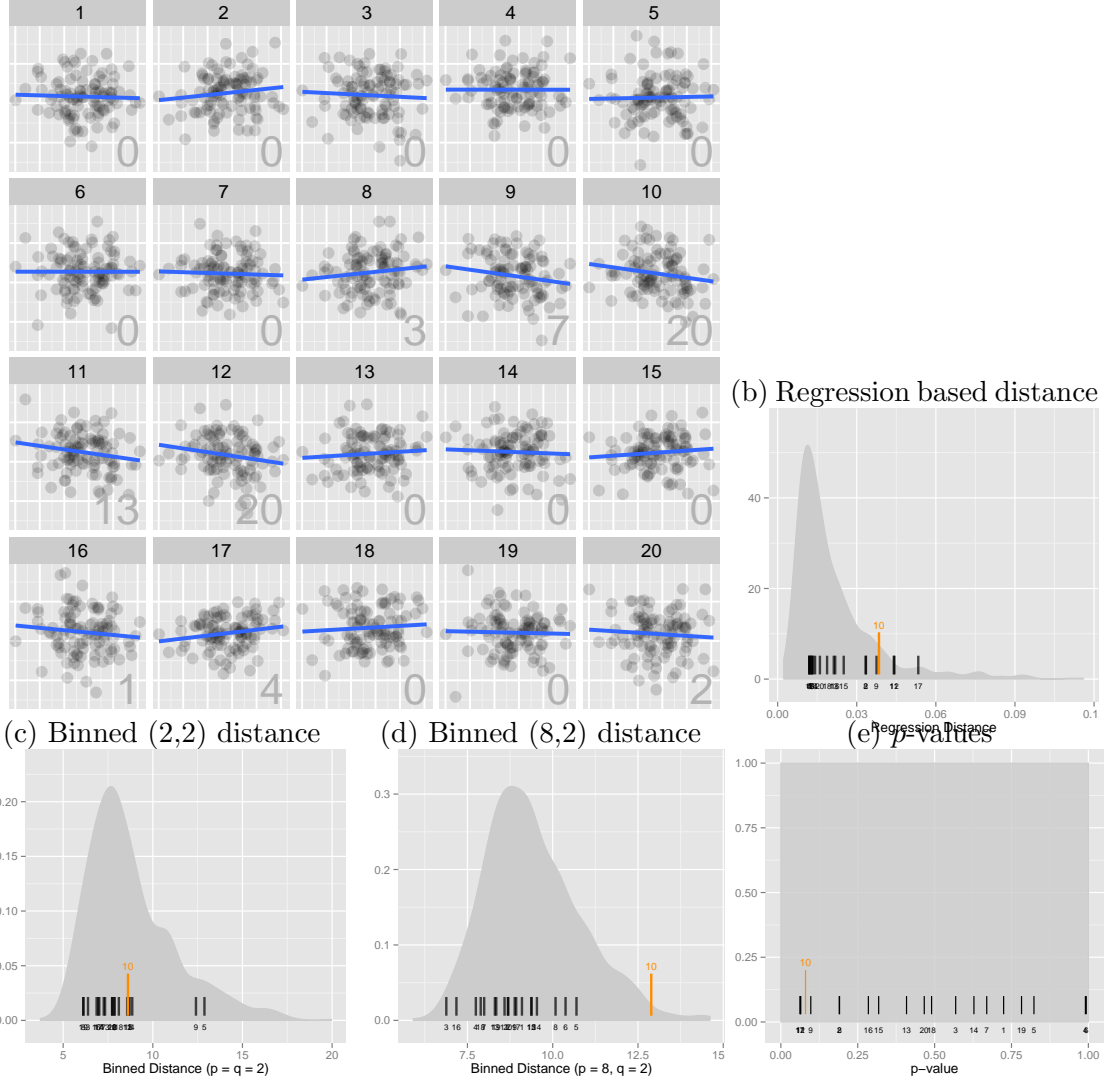 1 2 3 4 5
0 0 0 0 0
6 7 8 9 10
0 0 3 7 20
11 12 13 14 15
13 20 0 0 2
16 17 18 19 20
1 4 0 0 2
(b) Regression based distance
40
20
0
10
20
18
15
9
17
0.00 0.03 0.06 0.09 0.1
Regression Distance
(c) Binned (2,2) distance
0.20
0.15
0.10
0.05
0.00
10
9 5
5 10 15 20
Binned Distance (p = q = 2)
(d) Binned (8,2) distance
0.3
0.2
0.1
0.0
10
3 16
14 8 6 5
7.5 10.0 12.5 15
Binned Distance (p = 8, q = 2)
(e) p-values
1.00
0.75
0.50
0.25
0.00
10
9 16 15 13 20 18 3 14 7 1 19 5
0.00 0.25 0.50 0.75 1.00
p-value